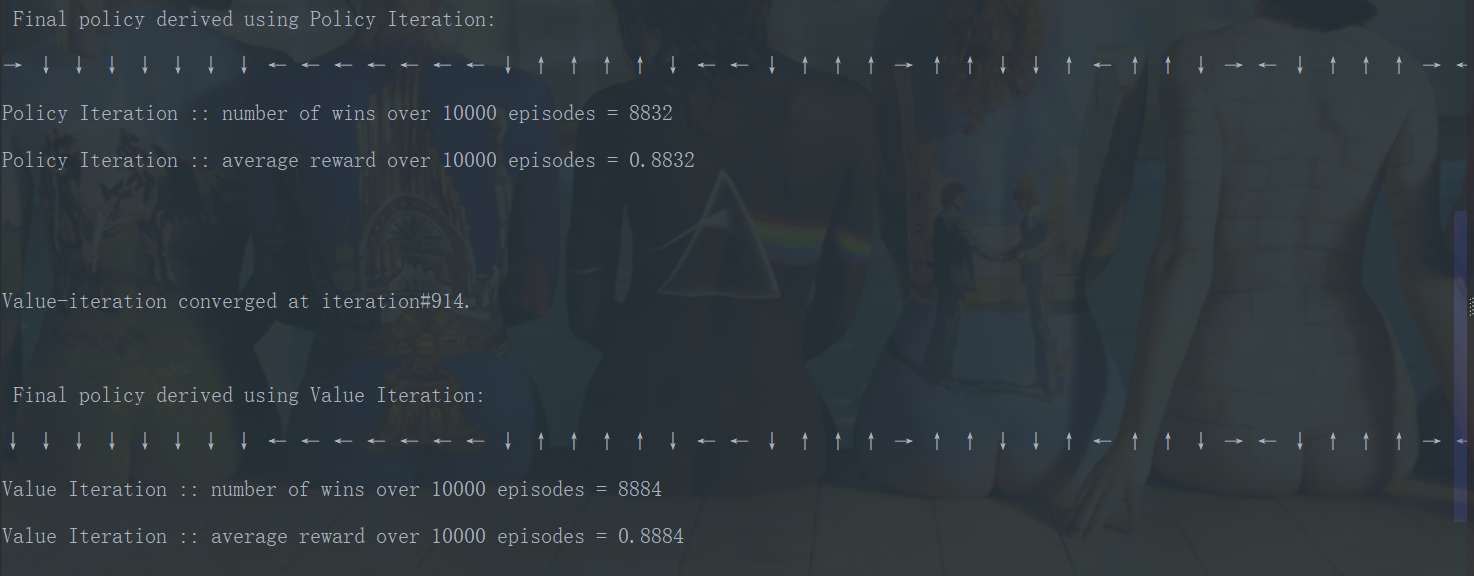 Final policy derived using Policy Iteration:
→ ↓ ↓ ↓ ↓ ↓ ↓ ↓ ← ← ← ← ← ← ← ↓ ↑ ↑ ↑ ↑ ↓ ← ← ↓ ↑ ↑ ↑ → ↑ ↑ ↓ ↓ ↑ ← ↑ ↑ ↓ → ← ↓ ↑ ↑ ↑ → ←
Policy Iteration :: number of wins over 10000 episodes = 8832
Policy Iteration :: average reward over 10000 episodes = 0.8832
Value-iteration converged at iteration#914.
Final policy derived using Value Iteration:
↓ ↓ ↓ ↓ ↓ ↓ ↓ ↓ ← ← ← ← ← ← ← ↓ ↑ ↑ ↑ ↑ ↓ ← ← ↓ ↑ ↑ ↑ → ↑ ↑ ↓ ↓ ↑ ← ↑ ↑ ↓ → ← ↓ ↑ ↑ ↑ → ←
Value Iteration :: number of wins over 10000 episodes = 8884
Value Iteration :: average reward over 10000 episodes = 0.8884